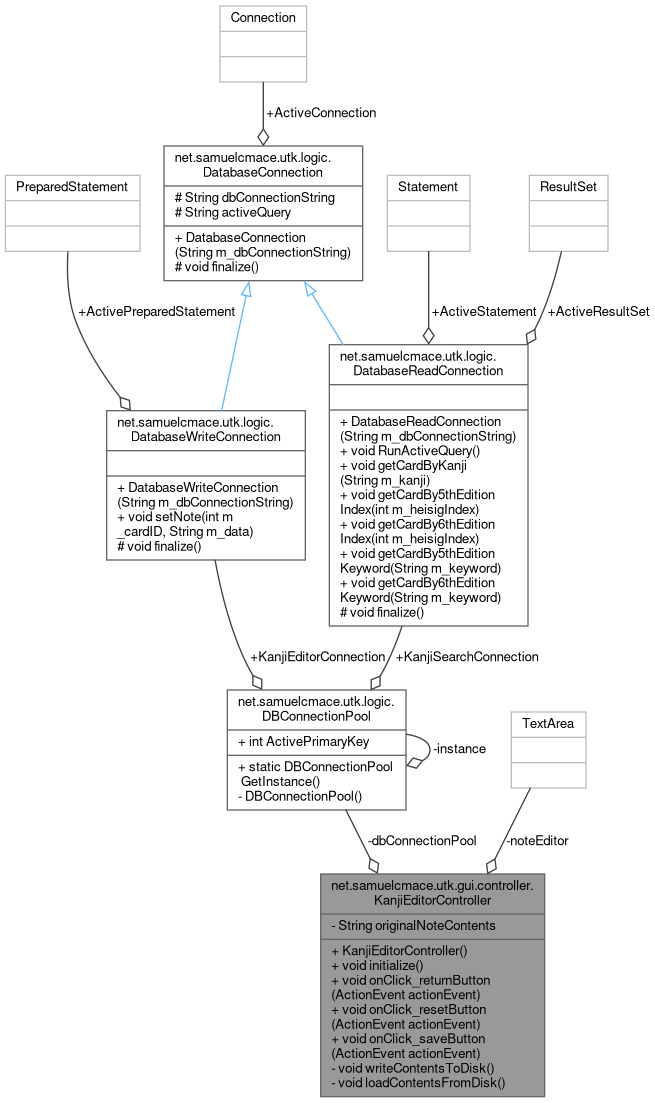 Connection
+ActiveConnection
net.samuelcmace.utk.logic.
DatabaseConnection
# String dbConnectionString
# String activeQuery
+ DatabaseConnection
(String m_dbConnectionString)
# void finalize()
PreparedStatement
Statement
ResultSet
+ActivePreparedStatement
+ActiveStatement
+ActiveResultSet
net.samuelcmace.utk.logic.
DatabaseReadConnection
+ DatabaseReadConnection
(String m_dbConnectionString)
+ void RunActiveQuery()
+ void getCardByKanji
(String m_kanji)
+ void getCardBy5thEdition
Index(int m_heisigIndex)
+ void getCardBy6thEdition
Index(int m_heisigIndex)
+ void getCardBy5thEdition
Keyword(String m_keyword)
+ void getCardBy6thEdition
Keyword(String m_keyword)
# void finalize()
net.samuelcmace.utk.logic.
DatabaseWriteConnection
+ DatabaseWriteConnection
(String m_dbConnectionString)
+ void setNote(int m
_cardID, String m_data)
# void finalize()
+KanjiEditorConnection
+KanjiSearchConnection
net.samuelcmace.utk.logic.
DBConnectionPool
+ int ActivePrimaryKey
+ static DBConnectionPool
GetInstance()
- DBConnectionPool()
-instance
TextArea
-dbConnectionPool
-noteEditor
net.samuelcmace.utk.gui.controller.
KanjiEditorController
- String originalNoteContents
+ KanjiEditorController()
+ void initialize()
+ void onClick_returnButton
(ActionEvent actionEvent)
+ void onClick_resetButton
(ActionEvent actionEvent)
+ void onClick_saveButton
(ActionEvent actionEvent)
- void writeContentsToDisk()
- void loadContentsFromDisk()